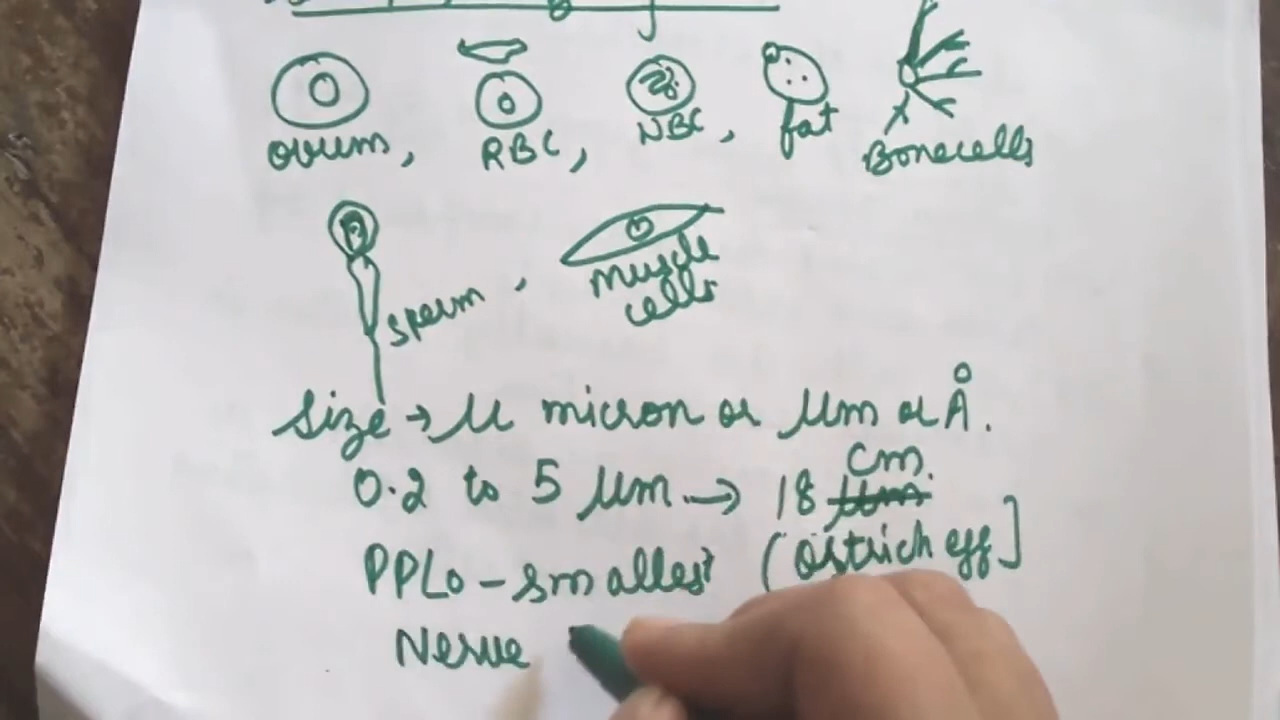 ovum, RBC, WBC, fat Bonecells
sperm, muscle
cells
Size → µ micron or µm or Å.
0.2 to 5 µm → 18 µm cm.
PPLO - smallest (Ostrich egg]
Nerve